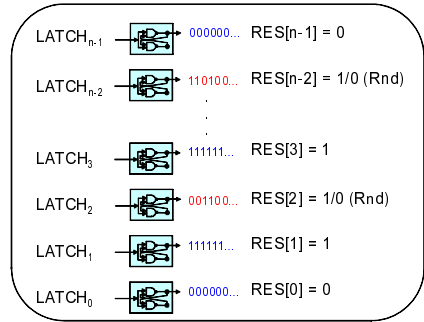 LATCHn-1 000000... RES[n-1] = 0
LATCHn-2 110100... RES[n-2] = 1/0 (Rnd)
.
.
.
LATCH3 111111... RES[3] = 1
LATCH2 001100... RES[2] = 1/0 (Rnd)
LATCH1 111111... RES[1] = 1
LATCH0 000000... RES[0] = 0